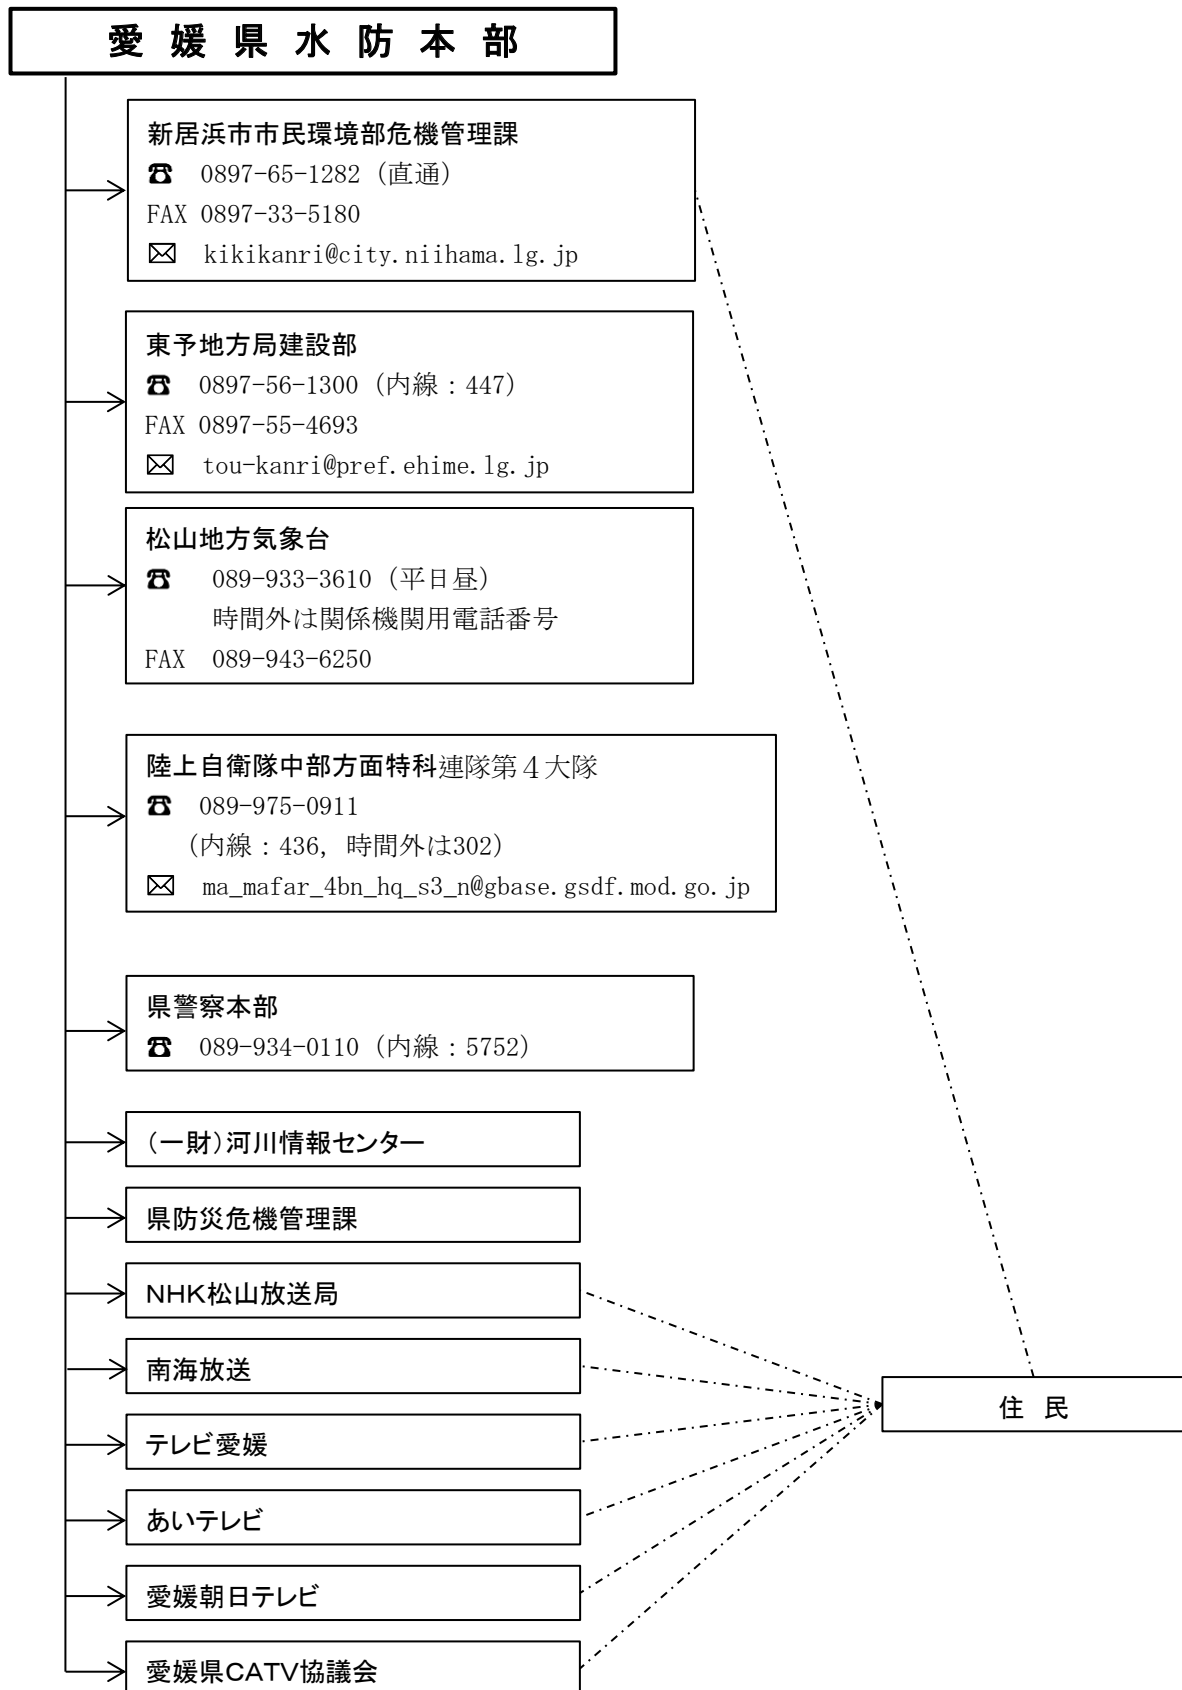 愛媛県水防本部
新居浜市市民環境部危機管理課
☎ 0897-65-1282（直通）
FAX 0897-33-5180
✉ kikikanri@city.niihama.lg.jp
東予地方局建設部
☎ 0897-56-1300（内線：447）
FAX 0897-55-4693
✉ tou-kanri@pref.ehime.lg.jp
松山地方気象台
☎ 089-933-3610（平日昼）
時間外は関係機関用電話番号
FAX 089-943-6250
陸上自衛隊中部方面特科連隊第４大隊
☎ 089-975-0911
（内線：436，時間外は302）
✉ ma_mafar_4bn_hq_s3_n@gbase.gsdf.mod.go.jp
県警察本部
☎ 089-934-0110（内線：5752）
（一財）河川情報センター
県防災危機管理課
NHK松山放送局
南海放送
テレビ愛媛
あいテレビ
愛媛朝日テレビ
愛媛県CATV協議会
住民